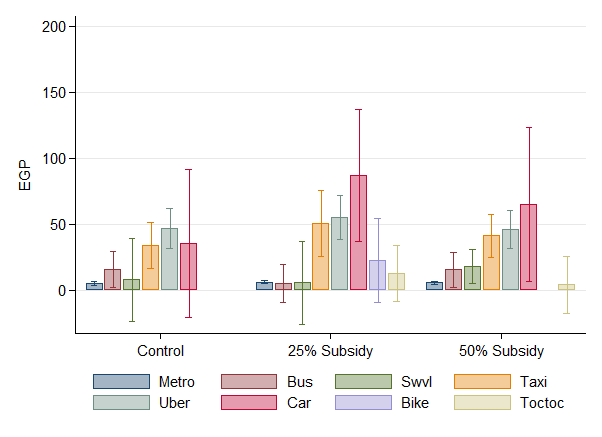 200
150
100
50
0
EGP
Control 25% Subsidy 50% Subsidy
Metro Bus Swvl Taxi
Uber Car Bike Toctoc